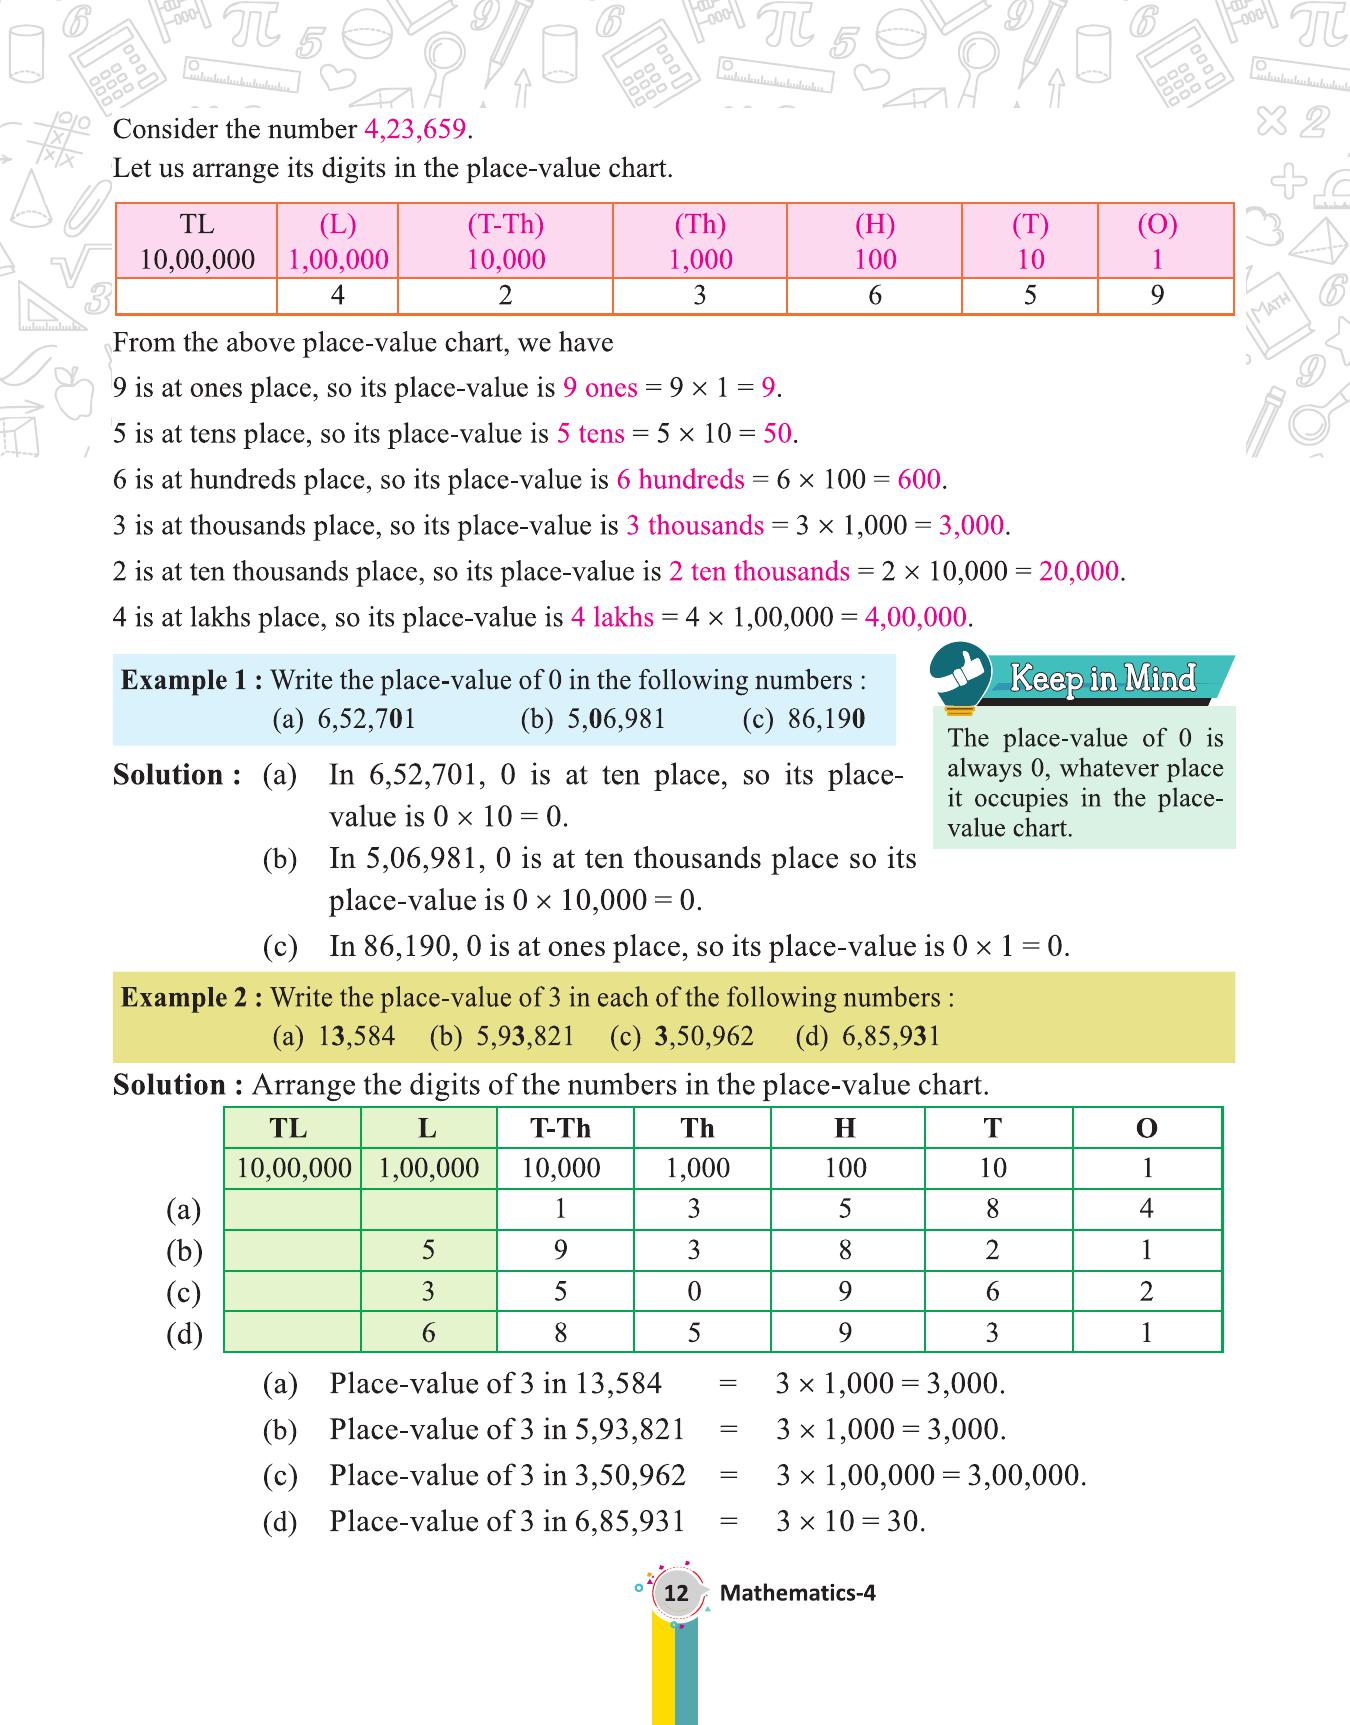 Consider the number 4,23,659.
Let us arrange its digits in the place-value chart.
TL (L) (T-Th) (Th) (H) (T) (O)
10,00,000 1,00,000 10,000 1,000 100 10 1
4 2 3 6 5 9
From the above place-value chart, we have
9 is at ones place, so its place-value is 9 ones = 9 × 1 = 9.
5 is at tens place, so its place-value is 5 tens = 5 × 10 = 50.
6 is at hundreds place, so its place-value is 6 hundreds = 6 × 100 = 600.
3 is at thousands place, so its place-value is 3 thousands = 3 × 1,000 = 3,000.
2 is at ten thousands place, so its place-value is 2 ten thousands = 2 × 10,000 = 20,000.
4 is at lakhs place, so its place-value is 4 lakhs = 4 × 1,00,000 = 4,00,000.
Example 1 : Write the place-value of 0 in the following numbers :
(a) 6,52,701 (b) 5,06,981 (c) 86,190
Keep in Mind
The place-value of 0 is
always 0, whatever place
it occupies in the place-
value chart.
Solution : (a) In 6,52,701, 0 is at ten place, so its place-
value is 0 × 10 = 0.
(b) In 5,06,981, 0 is at ten thousands place so its
place-value is 0 × 10,000 = 0.
(c) In 86,190, 0 is at ones place, so its place-value is 0 × 1 = 0.
Example 2 : Write the place-value of 3 in each of the following numbers :
(a) 13,584 (b) 5,93,821 (c) 3,50,962 (d) 6,85,931
Solution : Arrange the digits of the numbers in the place-value chart.
TL L T-Th Th H T O
10,00,000 1,00,000 10,000 1,000 100 10 1
(a) 1 3 5 8 4
(b) 5 9 3 8 2 1
(c) 3 5 0 9 6 2
(d) 6 8 5 9 3 1
(a) Place-value of 3 in 13,584 = 3 × 1,000 = 3,000.
(b) Place-value of 3 in 5,93,821 = 3 × 1,000 = 3,000.
(c) Place-value of 3 in 3,50,962 = 3 × 1,00,000 = 3,00,000.
(d) Place-value of 3 in 6,85,931 = 3 × 10 = 30.
12 Mathematics-4